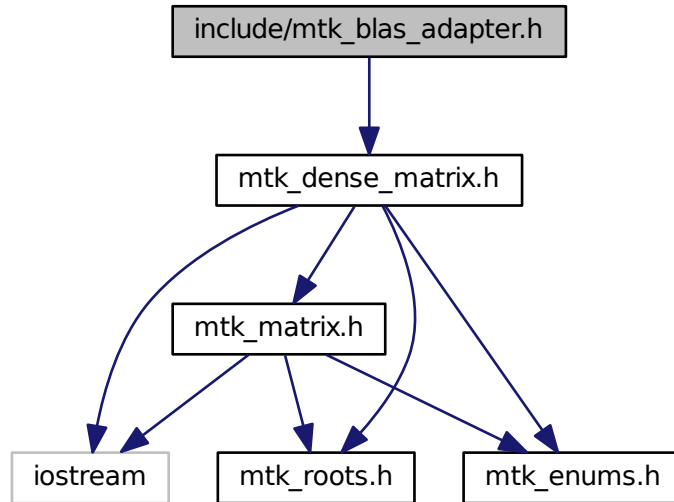 include/mtk_blas_adapter.h
mtk_dense_matrix.h
mtk_matrix.h
iostream
mtk_roots.h
mtk_enums.h